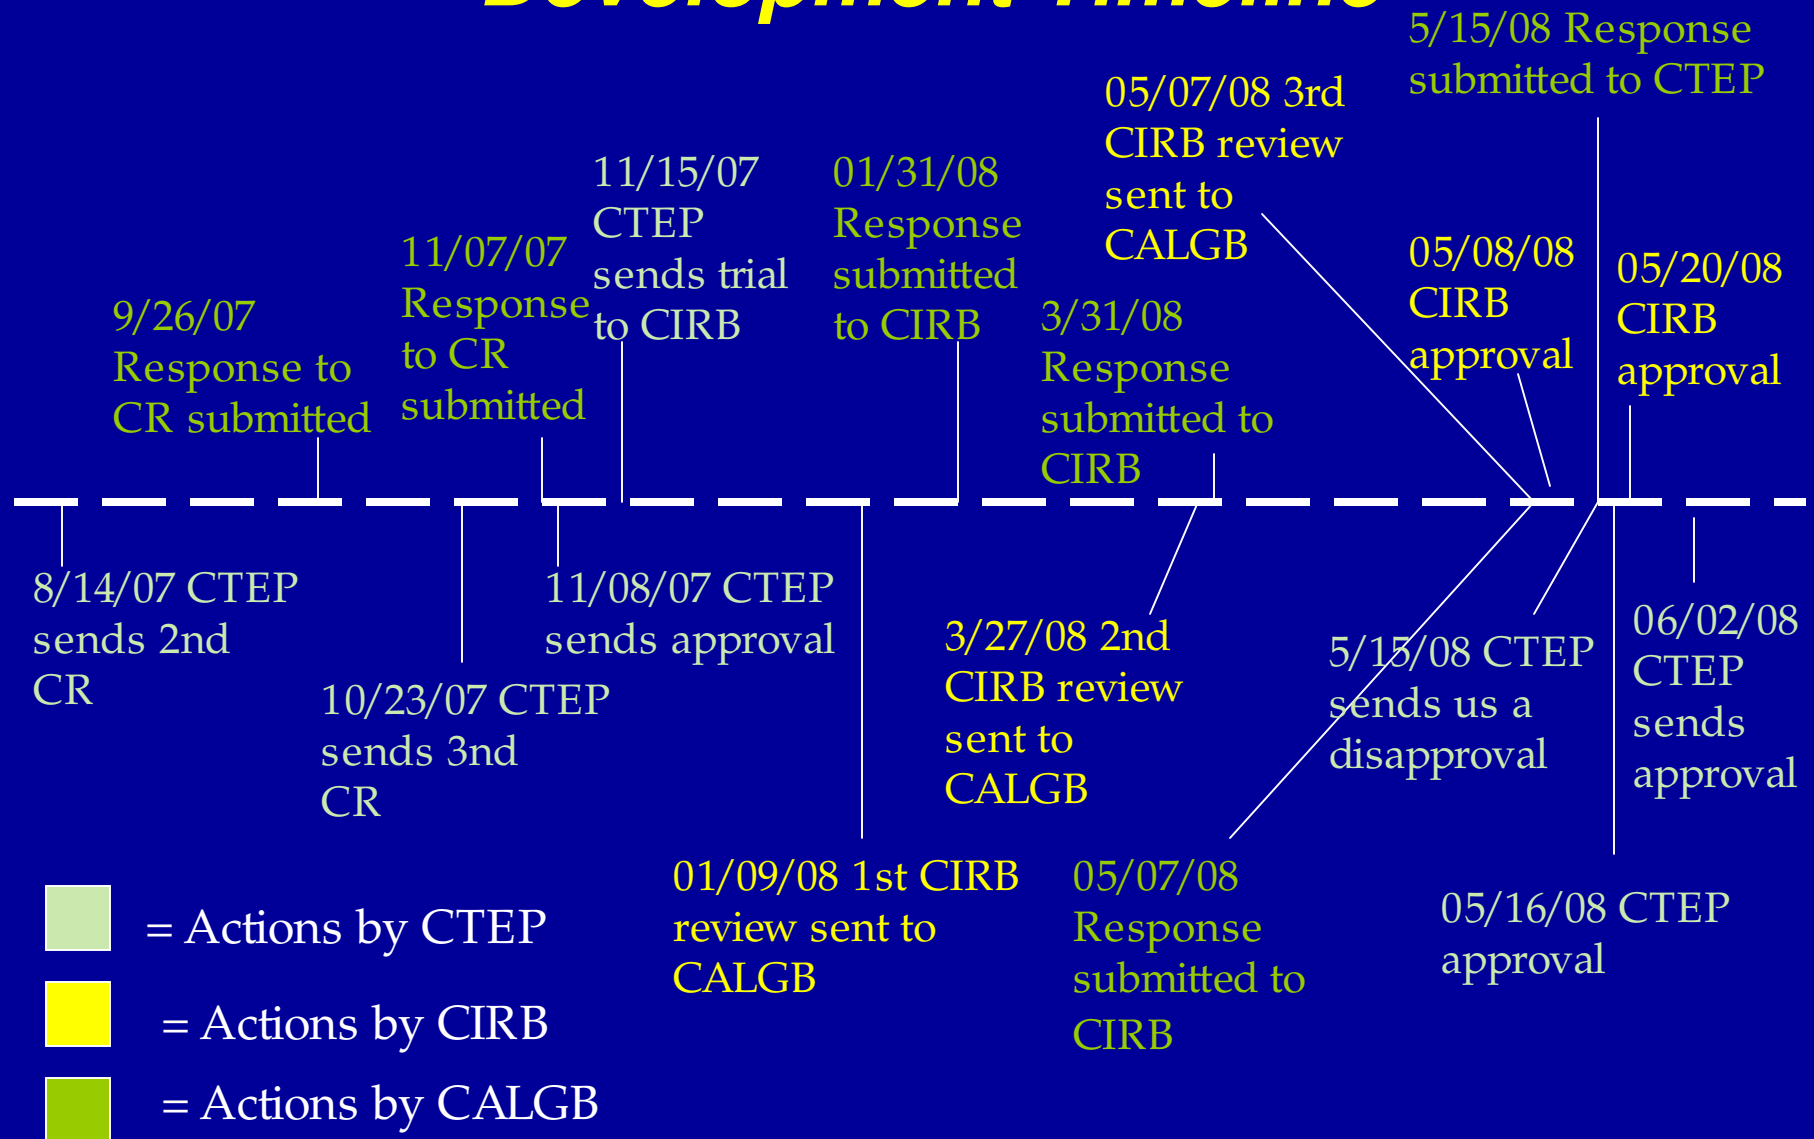 Development Timeline
5/15/08 Response
submitted to CTEP
05/07/08 3rd
CIRB review
sent to
CALGB
11/15/07
CTEP
sends trial
to CIRB
01/31/08
Response
submitted
to CIRB
11/07/07
Response
to CR
submitted
05/08/08
CIRB
approval
05/20/08
CIRB
approval
9/26/07
Response to
CR submitted
3/31/08
Response
submitted to
CIRB
8/14/07 CTEP
sends 2nd
CR
11/08/07 CTEP
sends approval
10/23/07 CTEP
sends 3nd
CR
3/27/08 2nd
CIRB review
sent to
CALGB
5/15/08 CTEP
sends us a
disapproval
06/02/08
CTEP
sends
approval
01/09/08 1st CIRB
review sent to
CALGB
05/07/08
Response
submitted to
CIRB
05/16/08 CTEP
approval
= Actions by CTEP
= Actions by CIRB
= Actions by CALGB